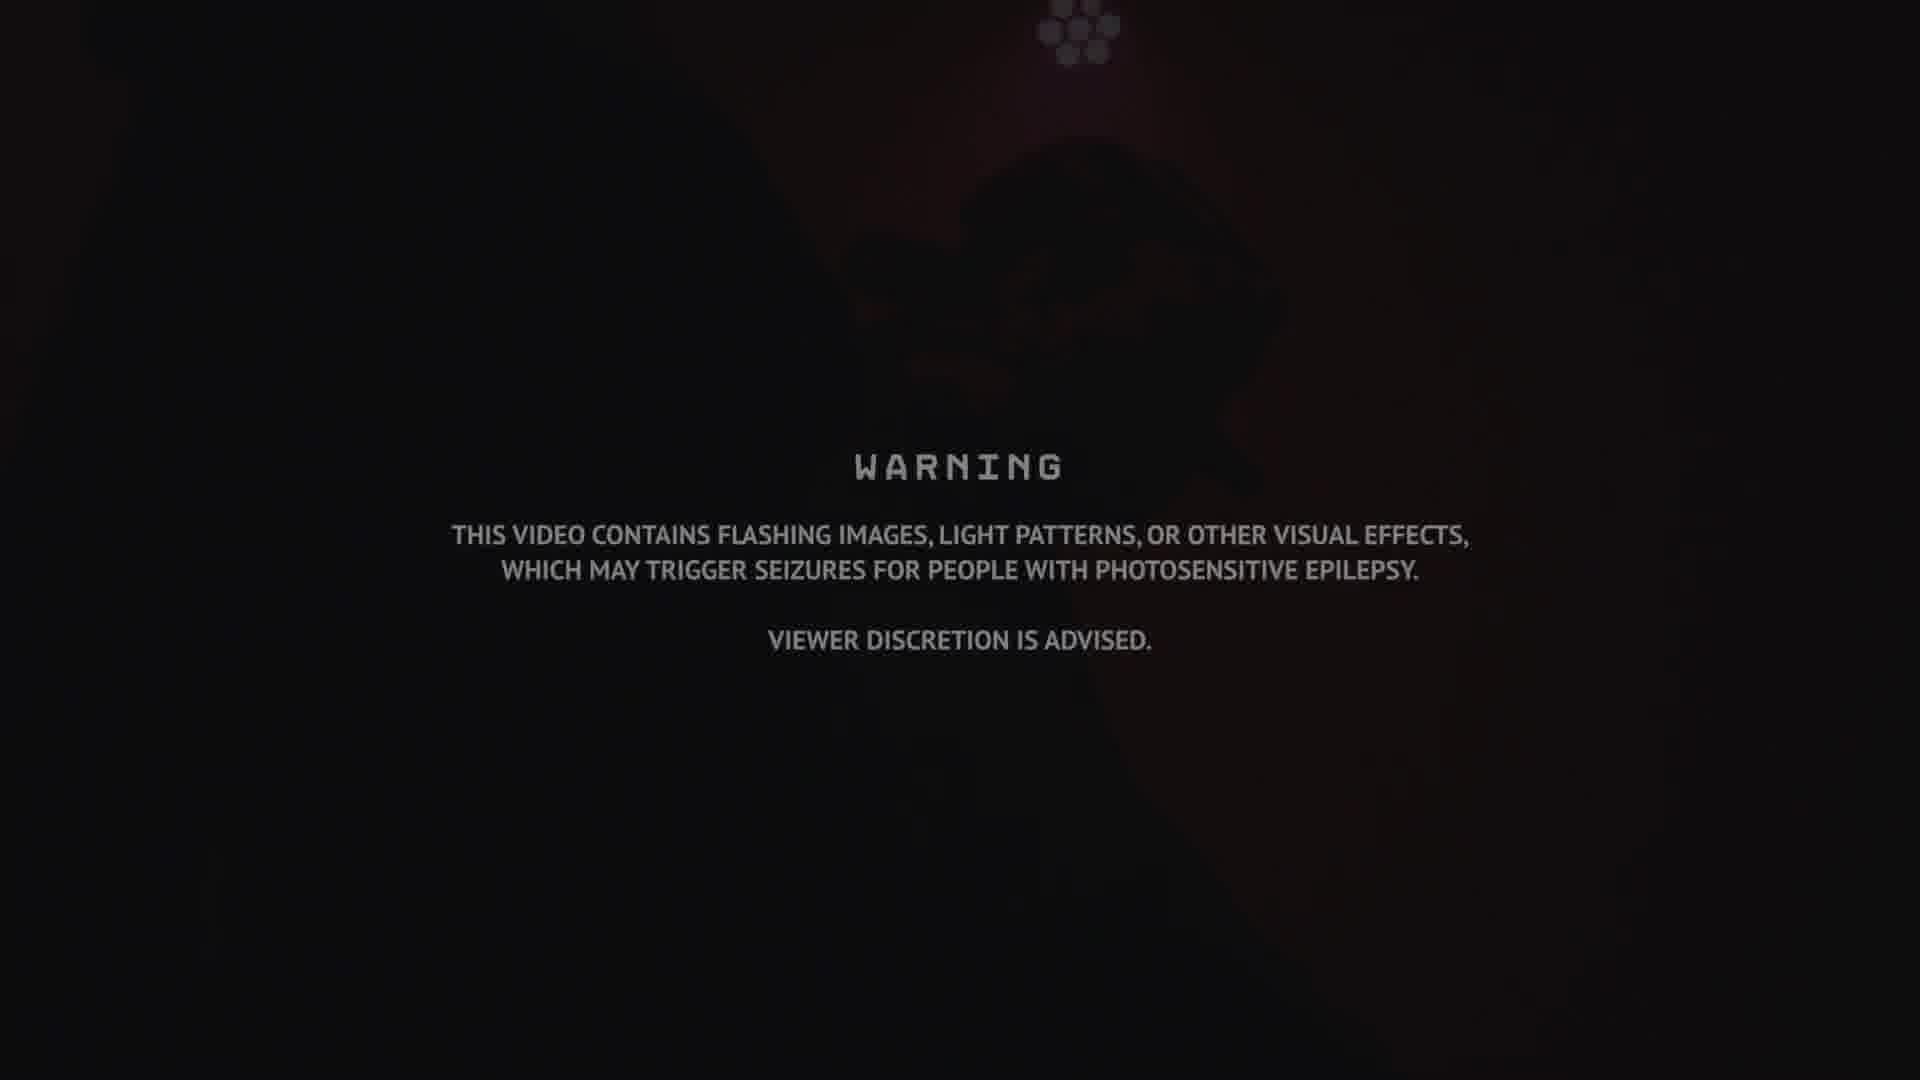 WARNING
THIS VIDEO CONTAINS FLASHING IMAGES, LIGHT PATTERNS, OR OTHER VISUAL EFFECTS,
WHICH MAY TRIGGER SEIZURES FOR PEOPLE WITH PHOTOSENSITIVE EPILEPSY.
VIEWER DISCRETION IS ADVISED.